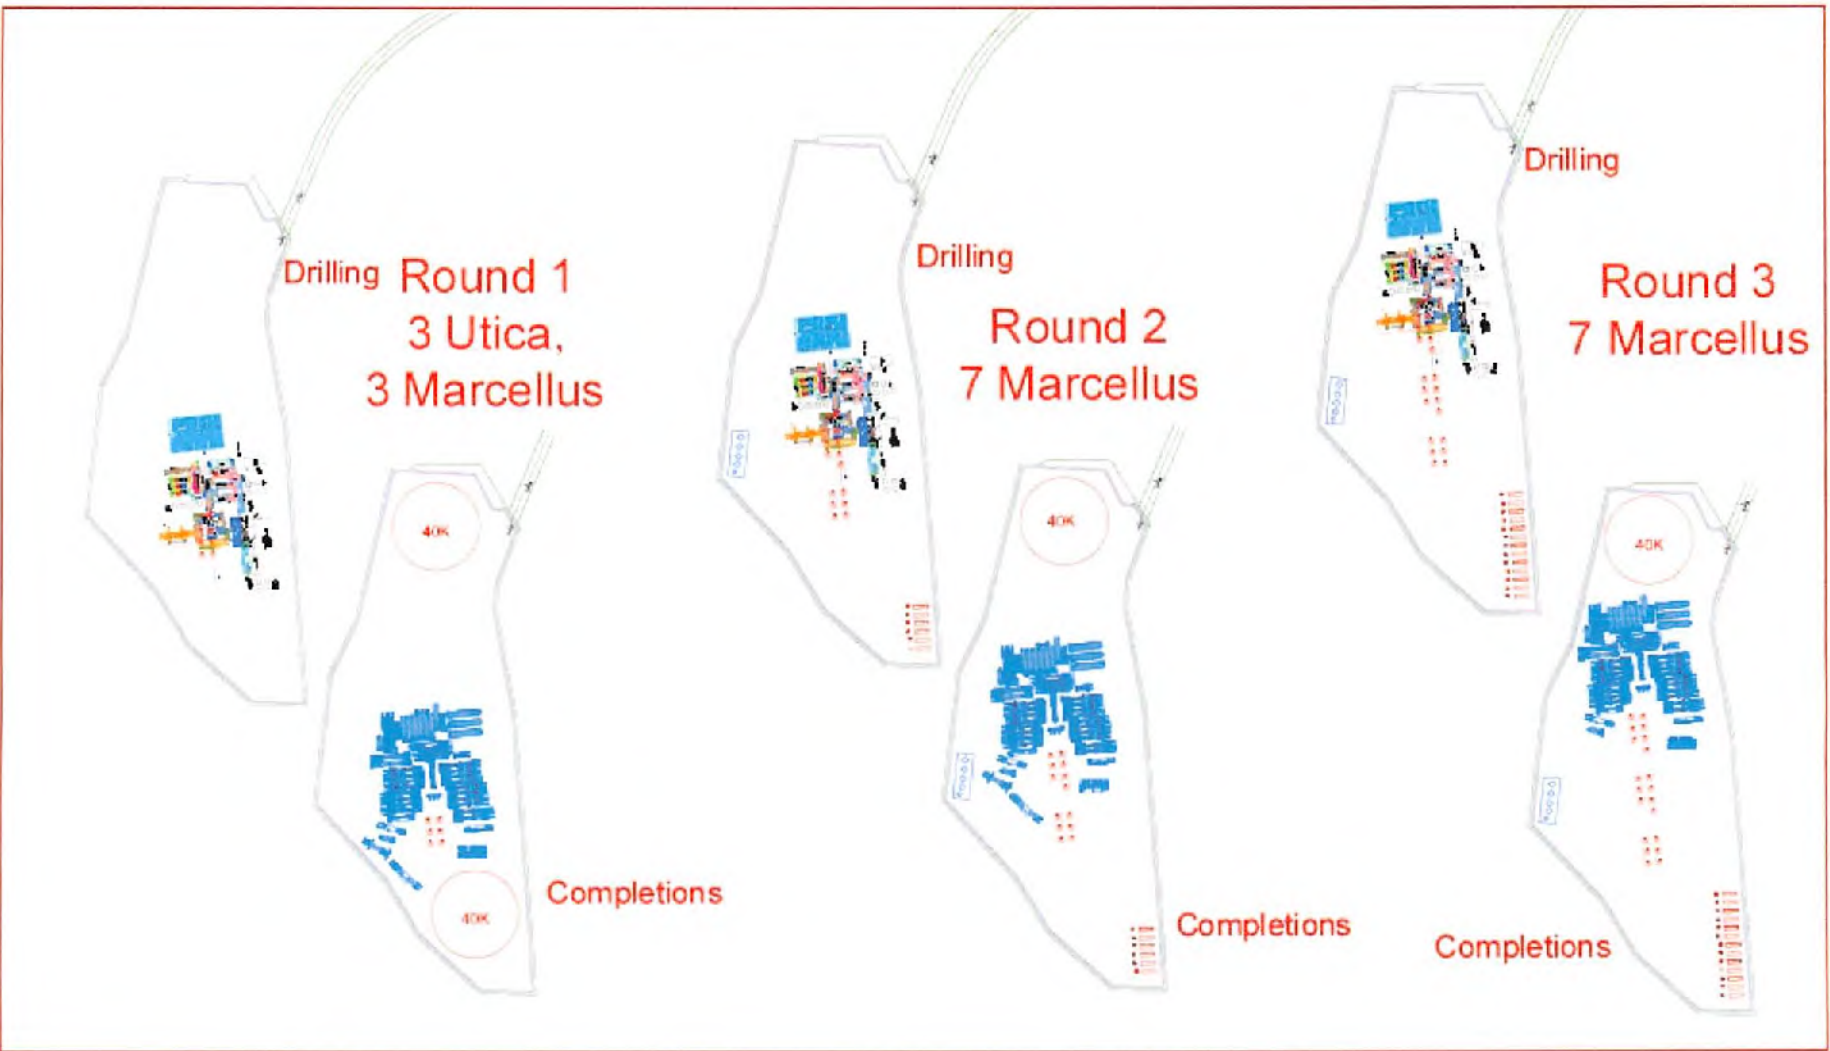 Drilling
Round 1
3 Utica,
3 Marcellus
40K
40K
Completions
Drilling
Round 2
7 Marcellus
40K
Completions
Drilling
Round 3
7 Marcellus
40K
Completions